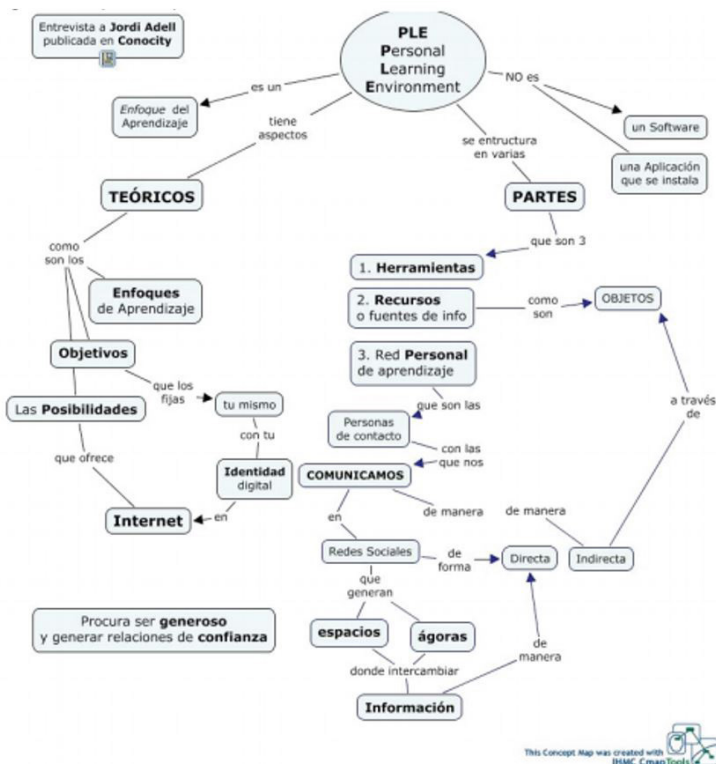 Entrevista a Jordi Adell
publicada en Conocity
PLE
Personal
Learning
Environment
es un
NO es
Enfoque del
Aprendizaje
tiene
aspectos
se entructura
en varias
un Software
una Aplicación
que se instala
TEÓRICOS
PARTES
como
son los
que son 3
1. Herramientas
Enfoques
de Aprendizaje
2. Recursos
o fuentes de info
como
son
OBJETOS
Objetivos
3. Red Personal
de aprendizaje
que los
fijas
tu mismo
que son las
a través
de
Las Posibilidades
Personas
de contacto
con tu
con las
que nos
que ofrece
Identidad
digital
COMUNICAMOS
Internet
en
en
de manera
de manera
Redes Sociales
de
forma
Directa
Indirecta
que
generan
Procura ser generoso
y generar relaciones de confianza
espacios
ágoras
de
manera
donde intercambiar
Información
This Concept Map was created with
IHMC CmapTools